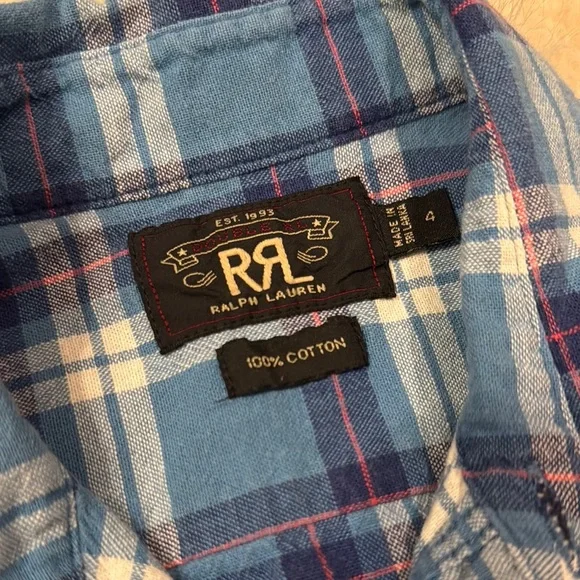 EST. 1993
RRL
RALPH LAUREN
MADE IN
SRI LANKA
4
100% COTTON